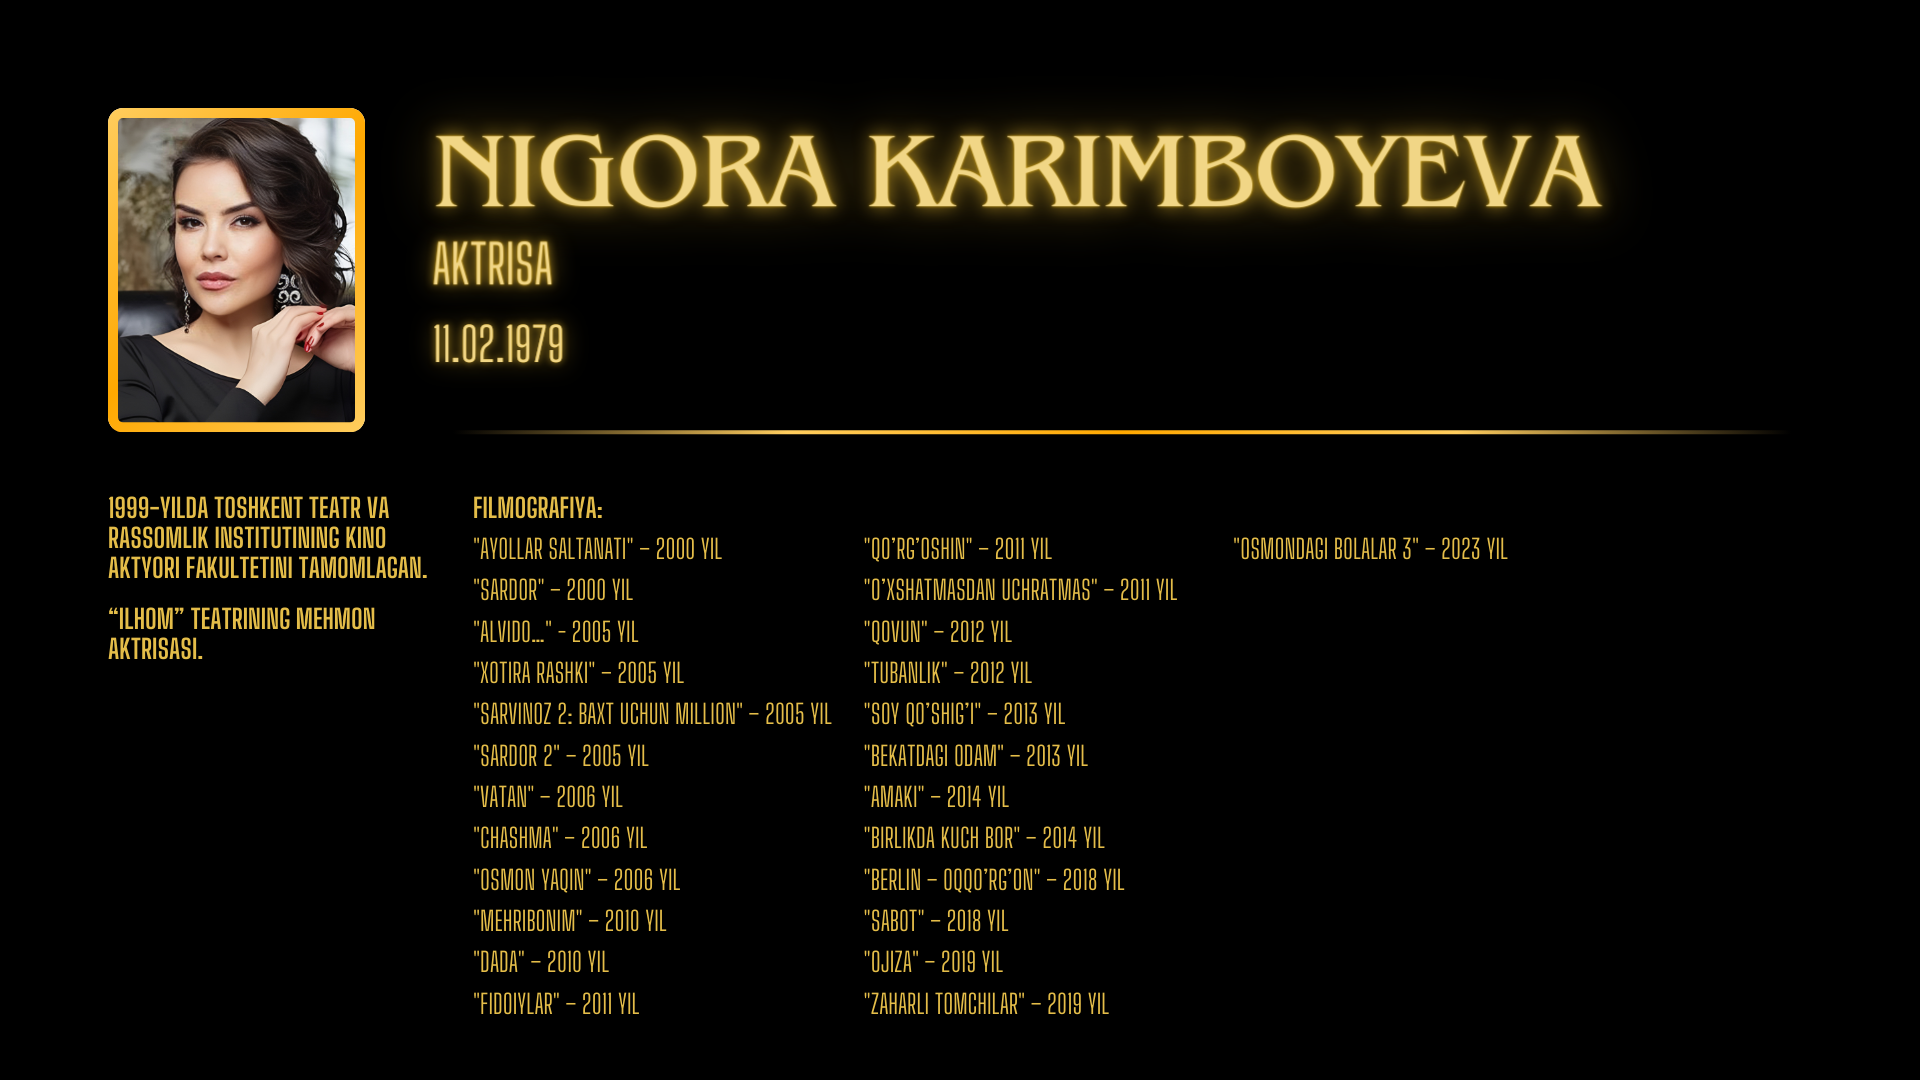 NIGORA KARIMBOYEVA
AKTRISA
11.02.1979
1999-YILDA TOSHKENT TEATR VA
RASSOMLIK INSTITUTINING KINO
AKTYORI FAKULTETINI TAMOMLAGAN.
“ILHOM” TEATRINING MEHMON
AKTRISASI.
FILMOGRAFIYA:
"AYOLLAR SALTANATI" – 2000 YIL
"SARDOR" – 2000 YIL
"ALVIDO..." - 2005 YIL
"XOTIRA RASHKI" – 2005 YIL
"SARVINOZ 2: BAXT UCHUN MILLION" – 2005 YIL
"SARDOR 2" – 2005 YIL
"VATAN" – 2006 YIL
"CHASHMA" – 2006 YIL
"OSMON YAQIN" – 2006 YIL
"MEHRIBONIM" – 2010 YIL
"DADA" – 2010 YIL
"FIDOIYLAR" – 2011 YIL
"QO’RG’OSHIN" – 2011 YIL
"O’XSHATMASDAN UCHRATMAS" – 2011 YIL
"QOVUN" – 2012 YIL
"TUBANLIK" – 2012 YIL
"SOY QO’SHIG’I" – 2013 YIL
"BEKATDAGI ODAM" – 2013 YIL
"AMAKI" – 2014 YIL
"BIRLIKDA KUCH BOR" – 2014 YIL
"BERLIN – OQQO’RG’ON" – 2018 YIL
"SABOT" – 2018 YIL
"OJIZA" – 2019 YIL
"ZAHARLI TOMCHILAR" – 2019 YIL
"OSMONDAGI BOLALAR 3" – 2023 YIL